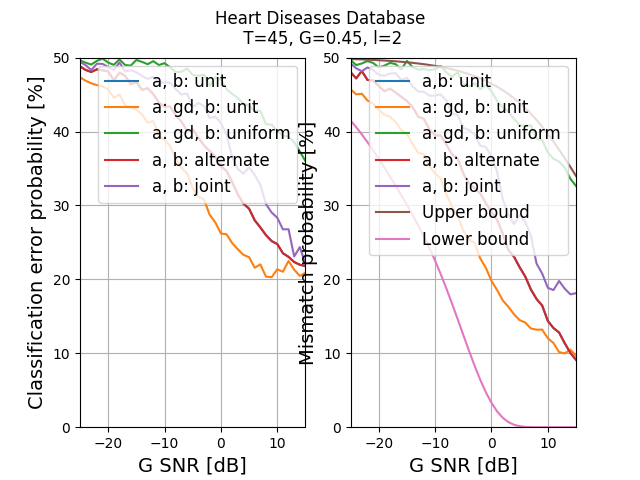 Heart Diseases Database
T=45, G=0.45, l=2
Classification error probability [%]
50
40
30
20
10
0
a, b: unit
a: gd, b: unit
a: gd, b: uniform
a, b: alternate
a, b: joint
−20
−10
0
10
G SNR [dB]
Mismatch probability [%]
50
40
30
20
10
0
a,b: unit
a: gd, b: unit
a: gd, b: uniform
a, b: alternate
a, b: joint
Upper bound
Lower bound
−20
−10
0
10
G SNR [dB]